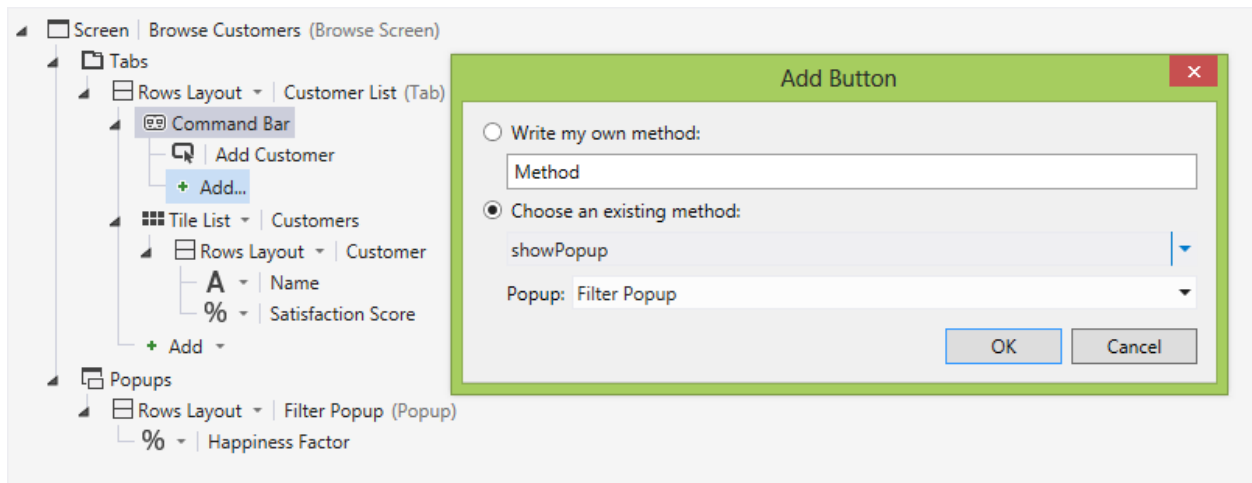 Screen | Browse Customers (Browse Screen)
Tabs
Rows Layout | Customer List (Tab)
Command Bar
Add Customer
Add...
Tile List | Customers
Rows Layout | Customer
A | Name
% | Satisfaction Score
Add
Popups
Rows Layout | Filter Popup (Popup)
% | Happiness Factor
Add Button
Write my own method:
Method
Choose an existing method:
showPopup
Popup: Filter Popup
OK Cancel